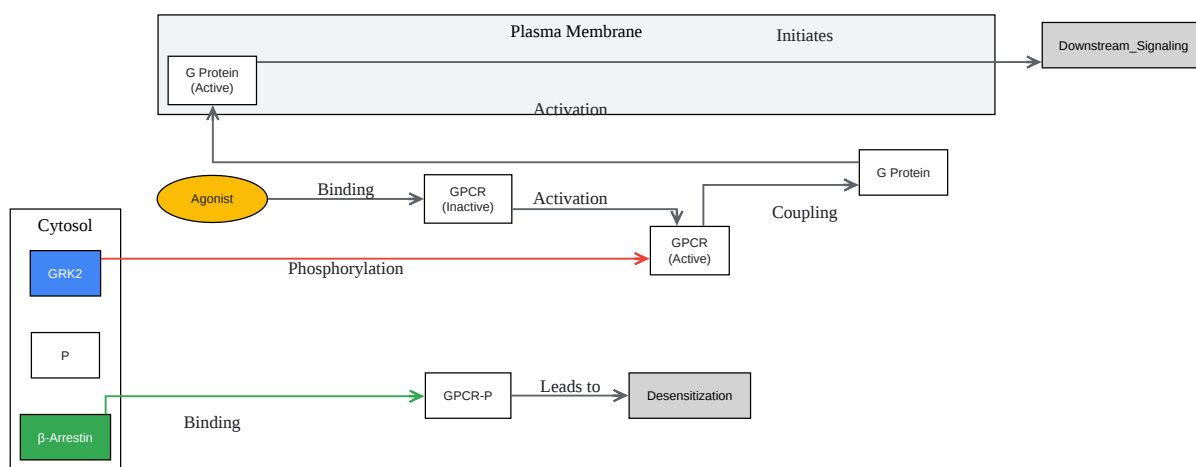 Plasma Membrane
Initiates
Downstream_Signaling
G Protein
(Active)
Activation
G Protein
Agonist
Binding
GPCR
(Inactive)
Activation
Coupling
Cytosol
GPCR
(Active)
GRK2
Phosphorylation
P
GPCR-P
Leads to
Desensitization
Binding
β-Arrestin